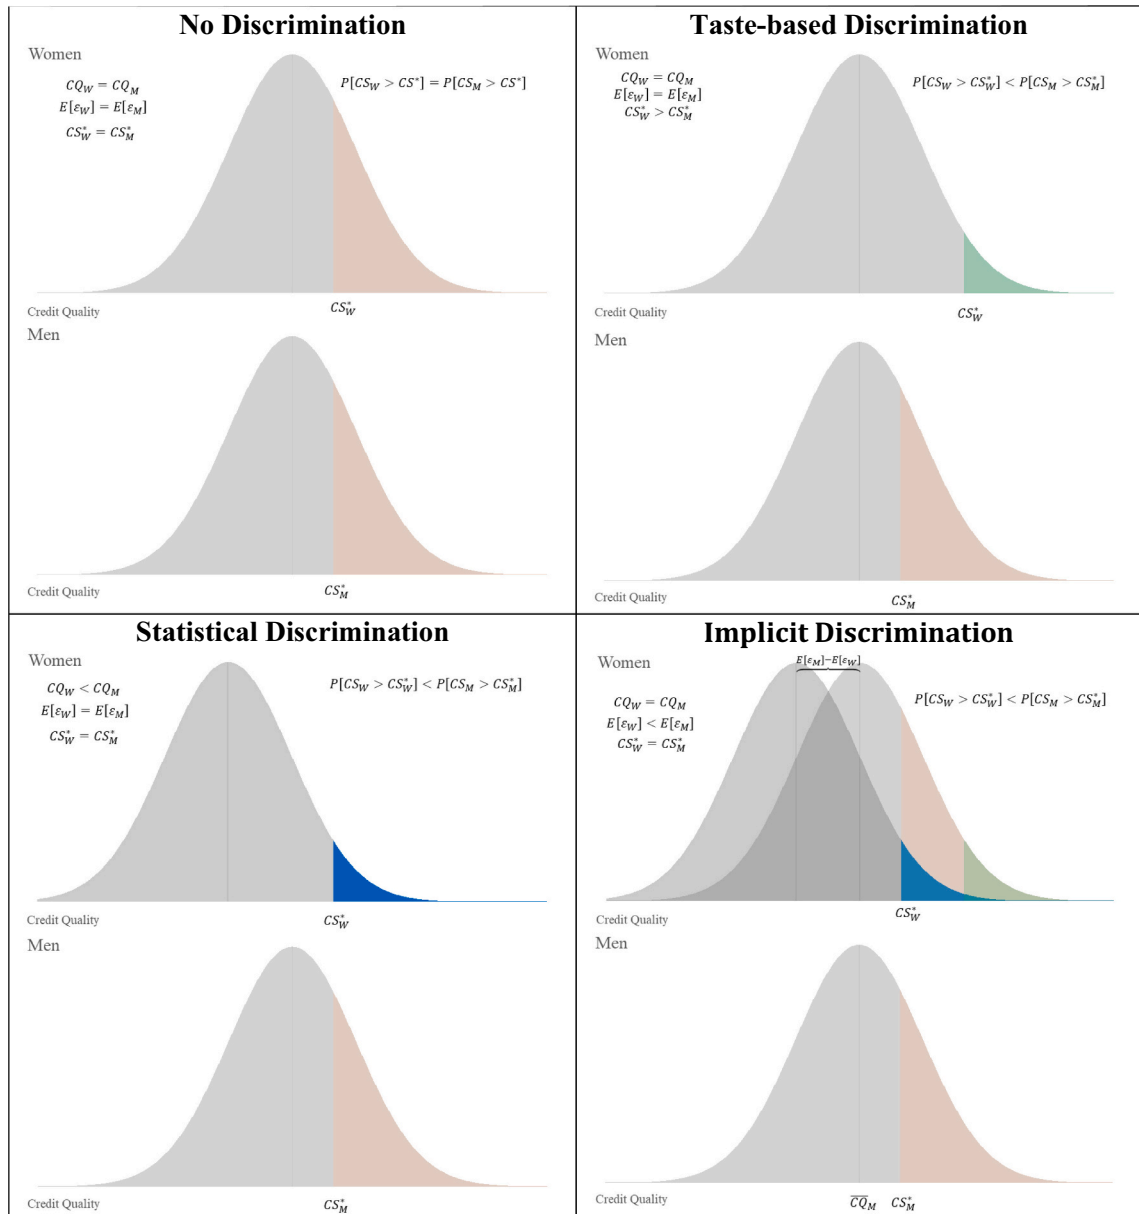 No Discrimination
Women
CQ_W = CQ_M
E[ε_W] = E[ε_M]
CS*_W = CS*_M
P[CS_W > CS*] = P[CS_M > CS*]
Credit Quality
CS*_W
Men
Credit Quality
CS*_M
Taste-based Discrimination
Women
CQ_W = CQ_M
E[ε_W] = E[ε_M]
CS*_W > CS*_M
P[CS_W > CS*_W] < P[CS_M > CS*_M]
Credit Quality
CS*_W
Men
Credit Quality
CS*_M
Statistical Discrimination
Women
CQ_W < CQ_M
E[ε_W] = E[ε_M]
CS*_W = CS*_M
P[CS_W > CS*_W] < P[CS_M > CS*_M]
Credit Quality
CS*_W
Men
Credit Quality
CS*_M
Implicit Discrimination
Women
E[ε_M]−E[ε_W]
CQ_W = CQ_M
E[ε_W] < E[ε_M]
CS*_W = CS*_M
P[CS_W > CS*_W] < P[CS_M > CS*_M]
Credit Quality
CS*_W
Men
Credit Quality
C̅Q̅_M CS*_M